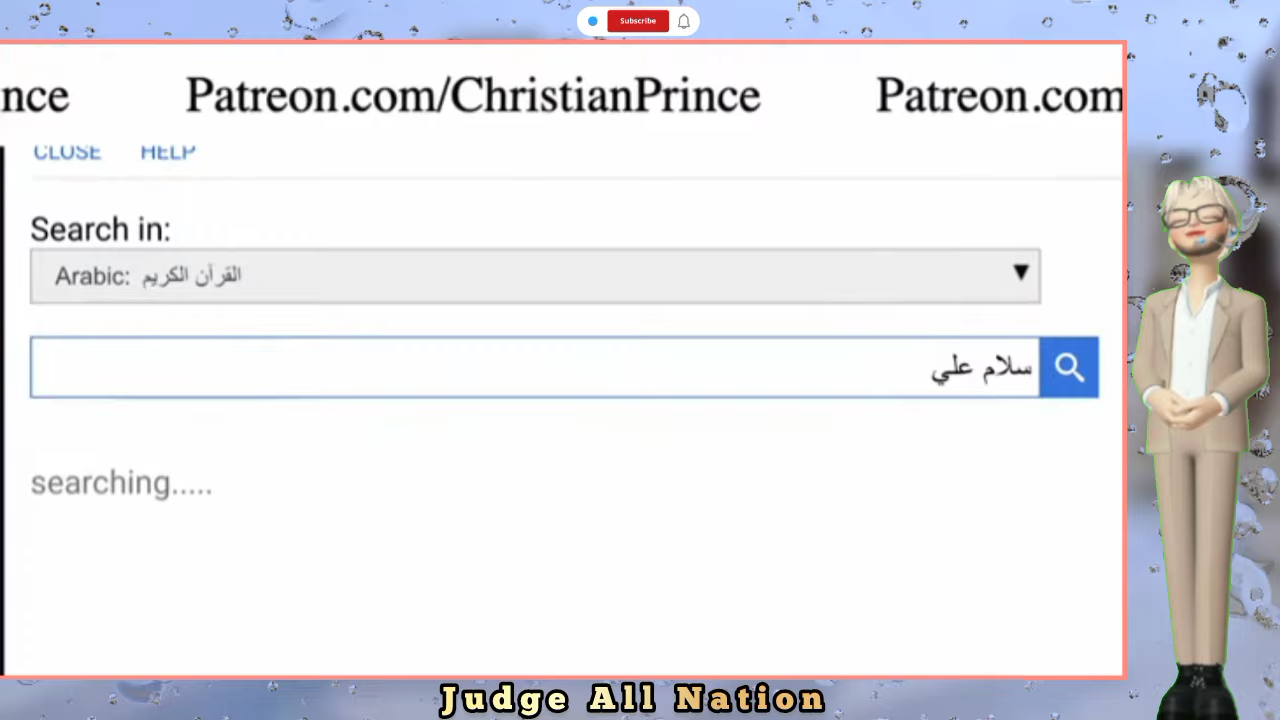 Subscribe
nce Patreon.com/ChristianPrince Patreon.com
CLOSE HELP
Search in:
Arabic: القرآن الكريم
سلام علي
searching.....
Judge All Nation